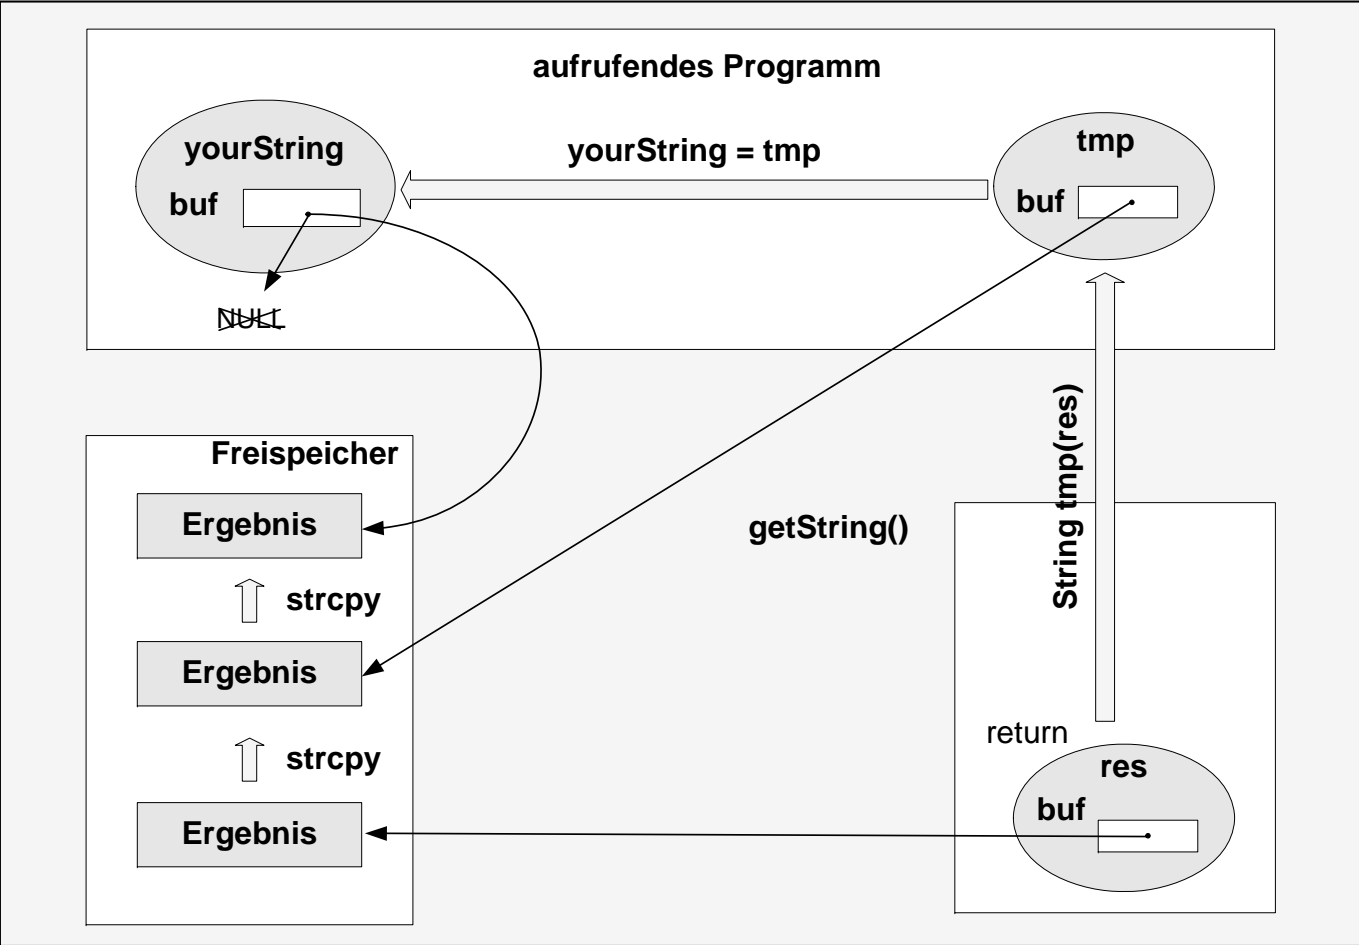 aufrufendes Programm
yourString
buf
yourString = tmp
tmp
buf
NULL
Freispeicher
Ergebnis
strcpy
Ergebnis
strcpy
Ergebnis
getString()
String tmp(res)
return
res
buf